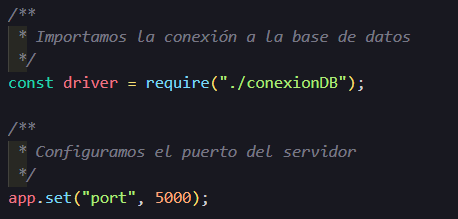 /**
 * Importamos la conexión a la base de datos
 */
const driver = require("./conexionDB");
/**
 * Configuramos el puerto del servidor
 */
app.set("port", 5000);